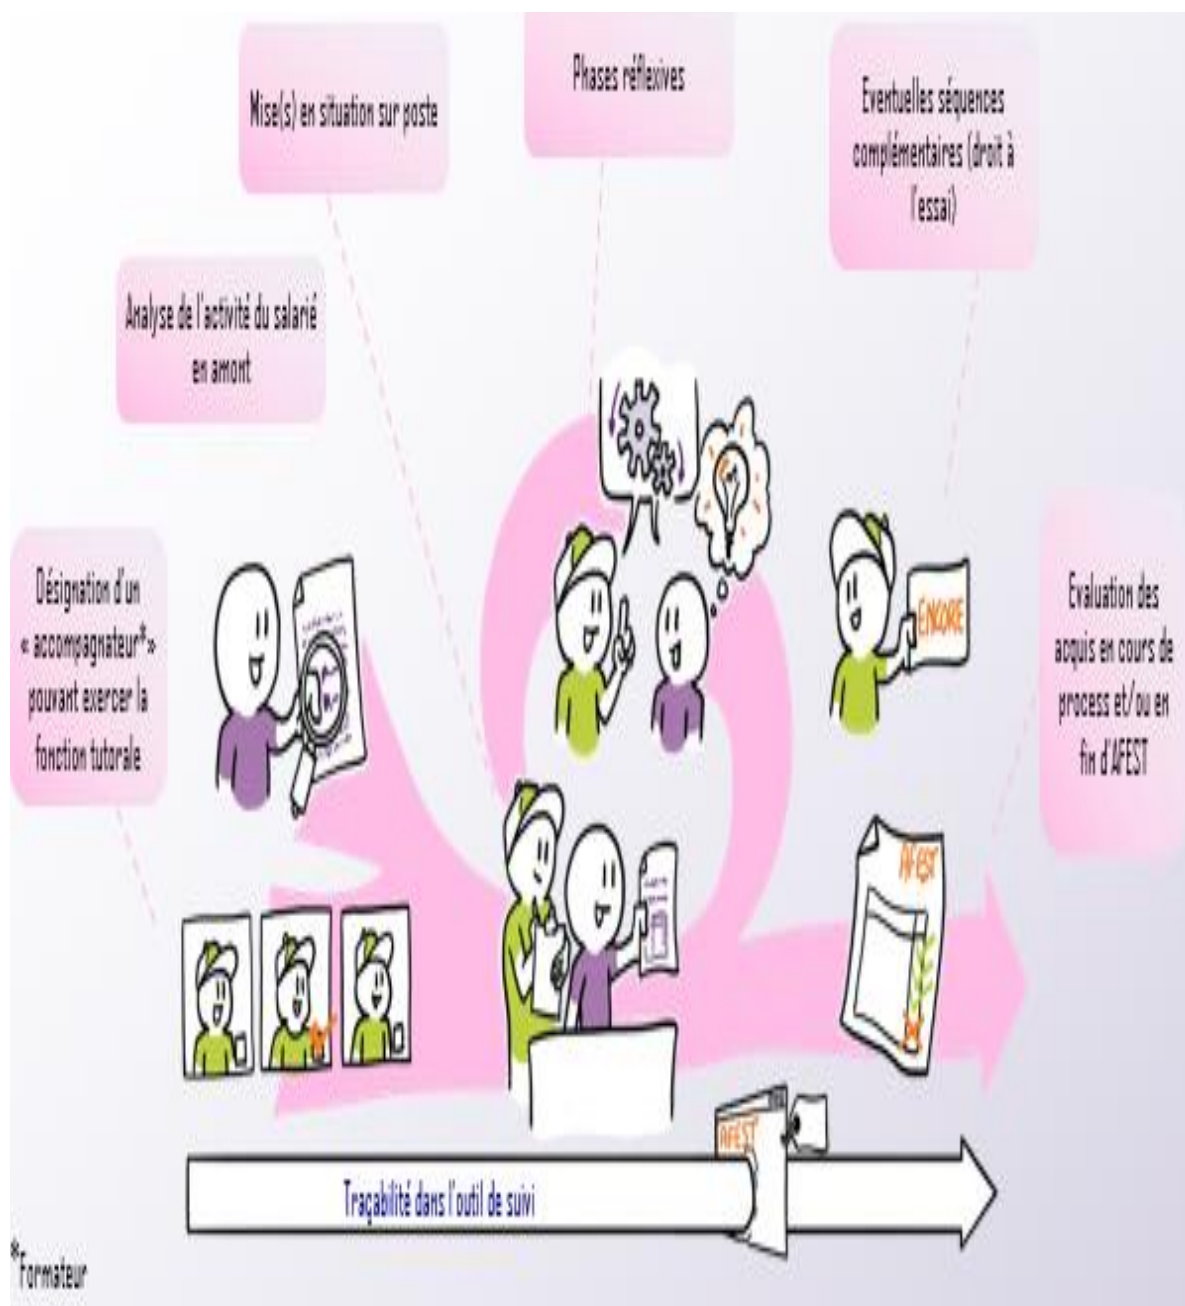 Mise(s) en situation sur poste
Phases réflexives
Eventuelles séquences
complémentaires (droit à
l'essai)
Analyse de l'activité du salarié
en amont
Désignation d'un
« accompagnateur*»
pouvant exercer la
fonction tutorale
ENCORE
Evaluation des
acquis en cours de
process et/ou en
fin d'AFEST
AFEST
AFEST
Traçabilité dans l'outil de suivi
*Formateur